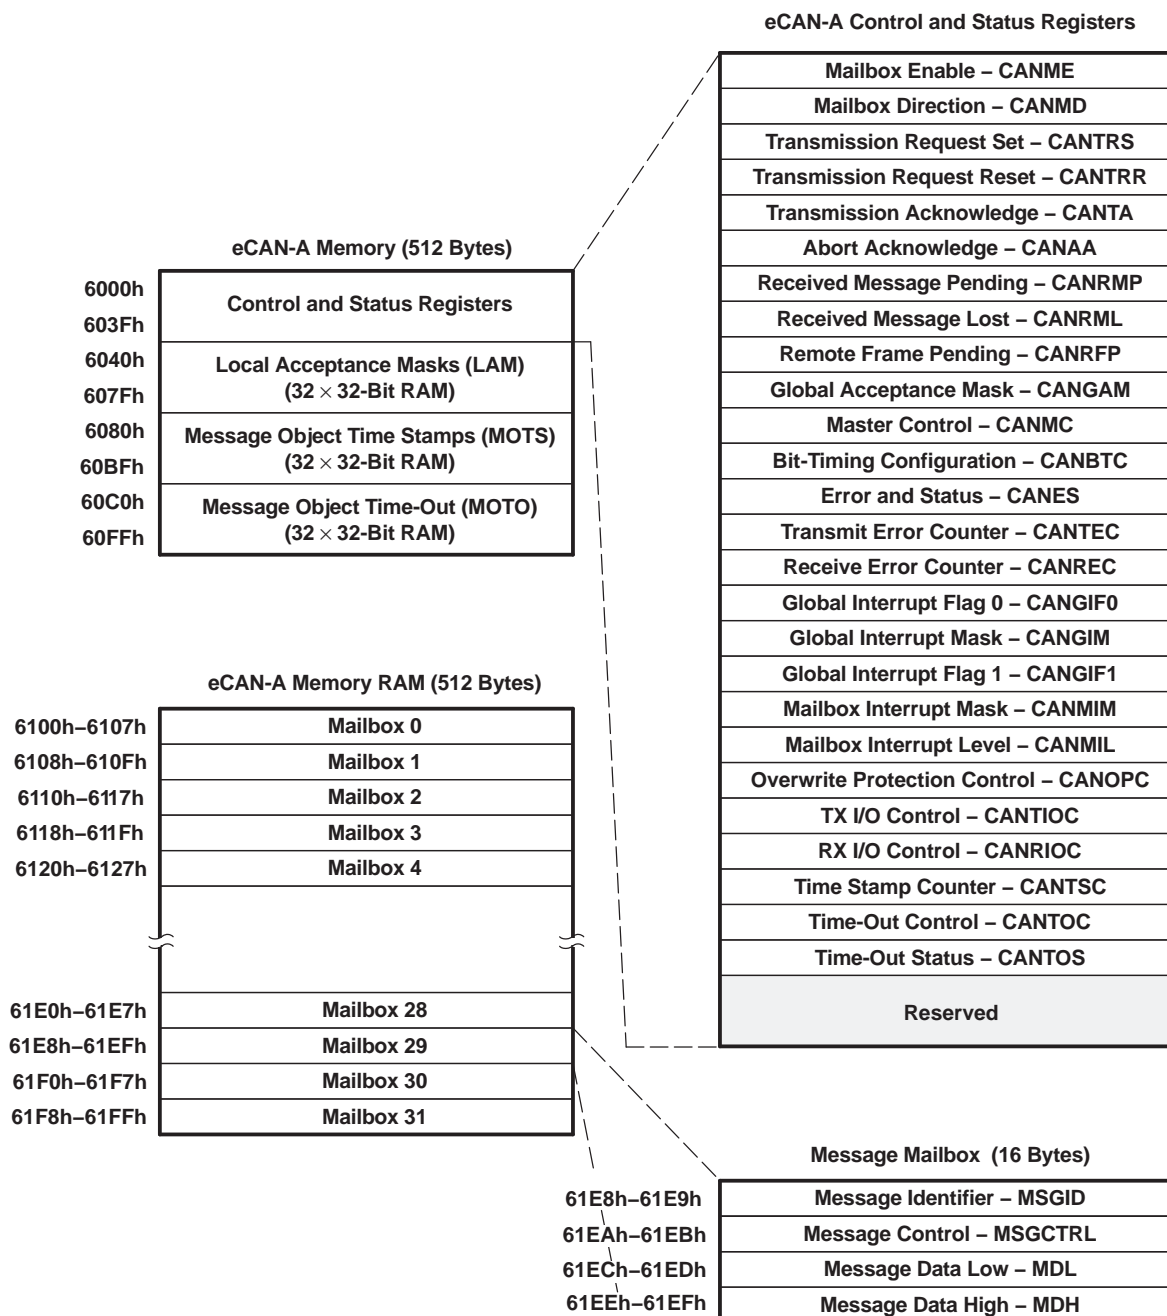 eCAN-A Control and Status Registers
Mailbox Enable – CANME
Mailbox Direction – CANMD
Transmission Request Set – CANTRS
Transmission Request Reset – CANTRR
Transmission Acknowledge – CANTA
Abort Acknowledge – CANAA
Received Message Pending – CANRMP
Received Message Lost – CANRML
Remote Frame Pending – CANRFP
Global Acceptance Mask – CANGAM
Master Control – CANMC
Bit-Timing Configuration – CANBTC
Error and Status – CANES
Transmit Error Counter – CANTEC
Receive Error Counter – CANREC
Global Interrupt Flag 0 – CANGIF0
Global Interrupt Mask – CANGIM
Global Interrupt Flag 1 – CANGIF1
Mailbox Interrupt Mask – CANMIM
Mailbox Interrupt Level – CANMIL
Overwrite Protection Control – CANOPC
TX I/O Control – CANTIOC
RX I/O Control – CANRIOC
Time Stamp Counter – CANTSC
Time-Out Control – CANTOC
Time-Out Status – CANTOS
Reserved
eCAN-A Memory (512 Bytes)
6000h
Control and Status Registers
603Fh
6040h
Local Acceptance Masks (LAM)
(32 × 32-Bit RAM)
607Fh
6080h
Message Object Time Stamps (MOTS)
(32 × 32-Bit RAM)
60BFh
60C0h
Message Object Time-Out (MOTO)
(32 × 32-Bit RAM)
60FFh
eCAN-A Memory RAM (512 Bytes)
6100h–6107h Mailbox 0
6108h–610Fh Mailbox 1
6110h–6117h Mailbox 2
6118h–611Fh Mailbox 3
6120h–6127h Mailbox 4
61E0h–61E7h Mailbox 28
61E8h–61EFh Mailbox 29
61F0h–61F7h Mailbox 30
61F8h–61FFh Mailbox 31
Message Mailbox (16 Bytes)
61E8h–61E9h Message Identifier – MSGID
61EAh–61EBh Message Control – MSGCTRL
61ECh–61EDh Message Data Low – MDL
61EEh–61EFh Message Data High – MDH